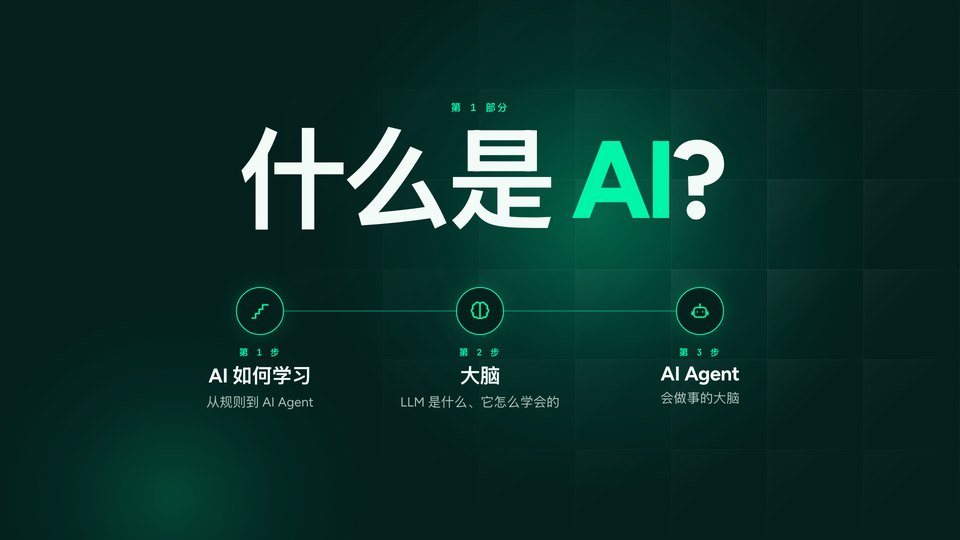 第 1 部分
什么是 AI?
第 1 步
AI 如何学习
从规则到 AI Agent
第 2 步
大脑
LLM 是什么、它怎么学会的
第 3 步
AI Agent
会做事的大脑